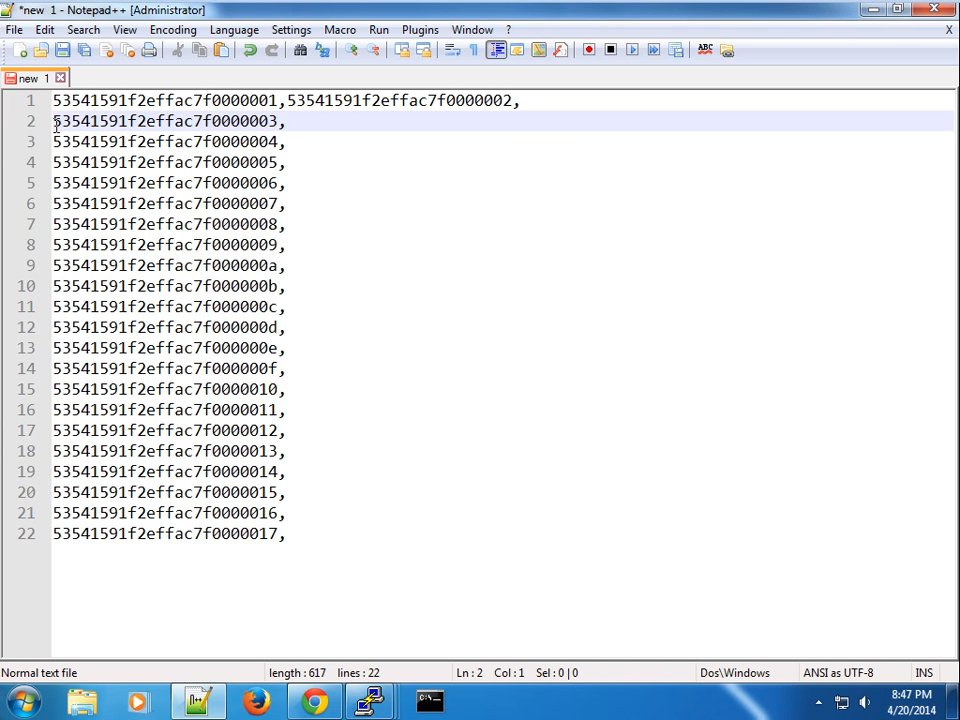 *new 1 - Notepad++ [Administrator]
File Edit Search View Encoding Language Settings Macro Run Plugins Window ? X
ABC
new 1
1 53541591f2effac7f0000001,53541591f2effac7f0000002,
2 53541591f2effac7f0000003,
3 53541591f2effac7f0000004,
4 53541591f2effac7f0000005,
5 53541591f2effac7f0000006,
6 53541591f2effac7f0000007,
7 53541591f2effac7f0000008,
8 53541591f2effac7f0000009,
9 53541591f2effac7f000000a,
10 53541591f2effac7f000000b,
11 53541591f2effac7f000000c,
12 53541591f2effac7f000000d,
13 53541591f2effac7f000000e,
14 53541591f2effac7f000000f,
15 53541591f2effac7f0000010,
16 53541591f2effac7f0000011,
17 53541591f2effac7f0000012,
18 53541591f2effac7f0000013,
19 53541591f2effac7f0000014,
20 53541591f2effac7f0000015,
21 53541591f2effac7f0000016,
22 53541591f2effac7f0000017,
Normal text file length : 617 lines : 22 Ln : 2 Col : 1 Sel : 0 | 0 Dos\Windows ANSI as UTF-8 INS
8:47 PM
4/20/2014